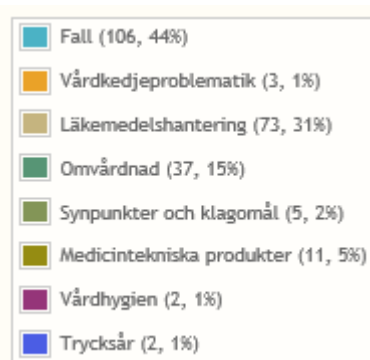 Fall (106, 44%)
Vårdkedjeproblematik (3, 1%)
Läkemedelshantering (73, 31%)
Omvårdnad (37, 15%)
Synpunkter och klagomål (5, 2%)
Medicintekniska produkter (11, 5%)
Vårdhygien (2, 1%)
Trycksår (2, 1%)